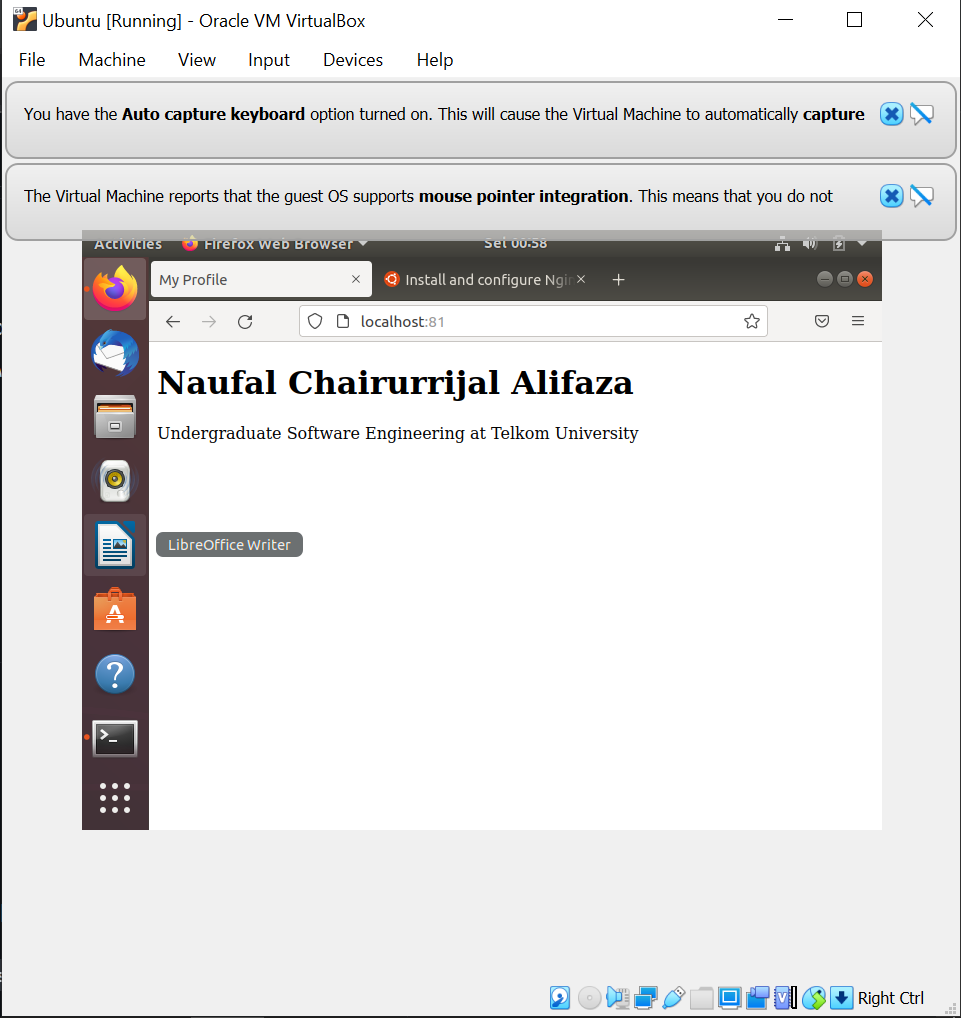 Ubuntu [Running] - Oracle VM VirtualBox
File Machine View Input Devices Help
You have the Auto capture keyboard option turned on. This will cause the Virtual Machine to automatically capture
The Virtual Machine reports that the guest OS supports mouse pointer integration. This means that you do not
Activities Firefox Web Browser Sel 00:58
My Profile Install and configure Ngin
localhost:81
Naufal Chairurrijal Alifaza
Undergraduate Software Engineering at Telkom University
LibreOffice Writer
Right Ctrl